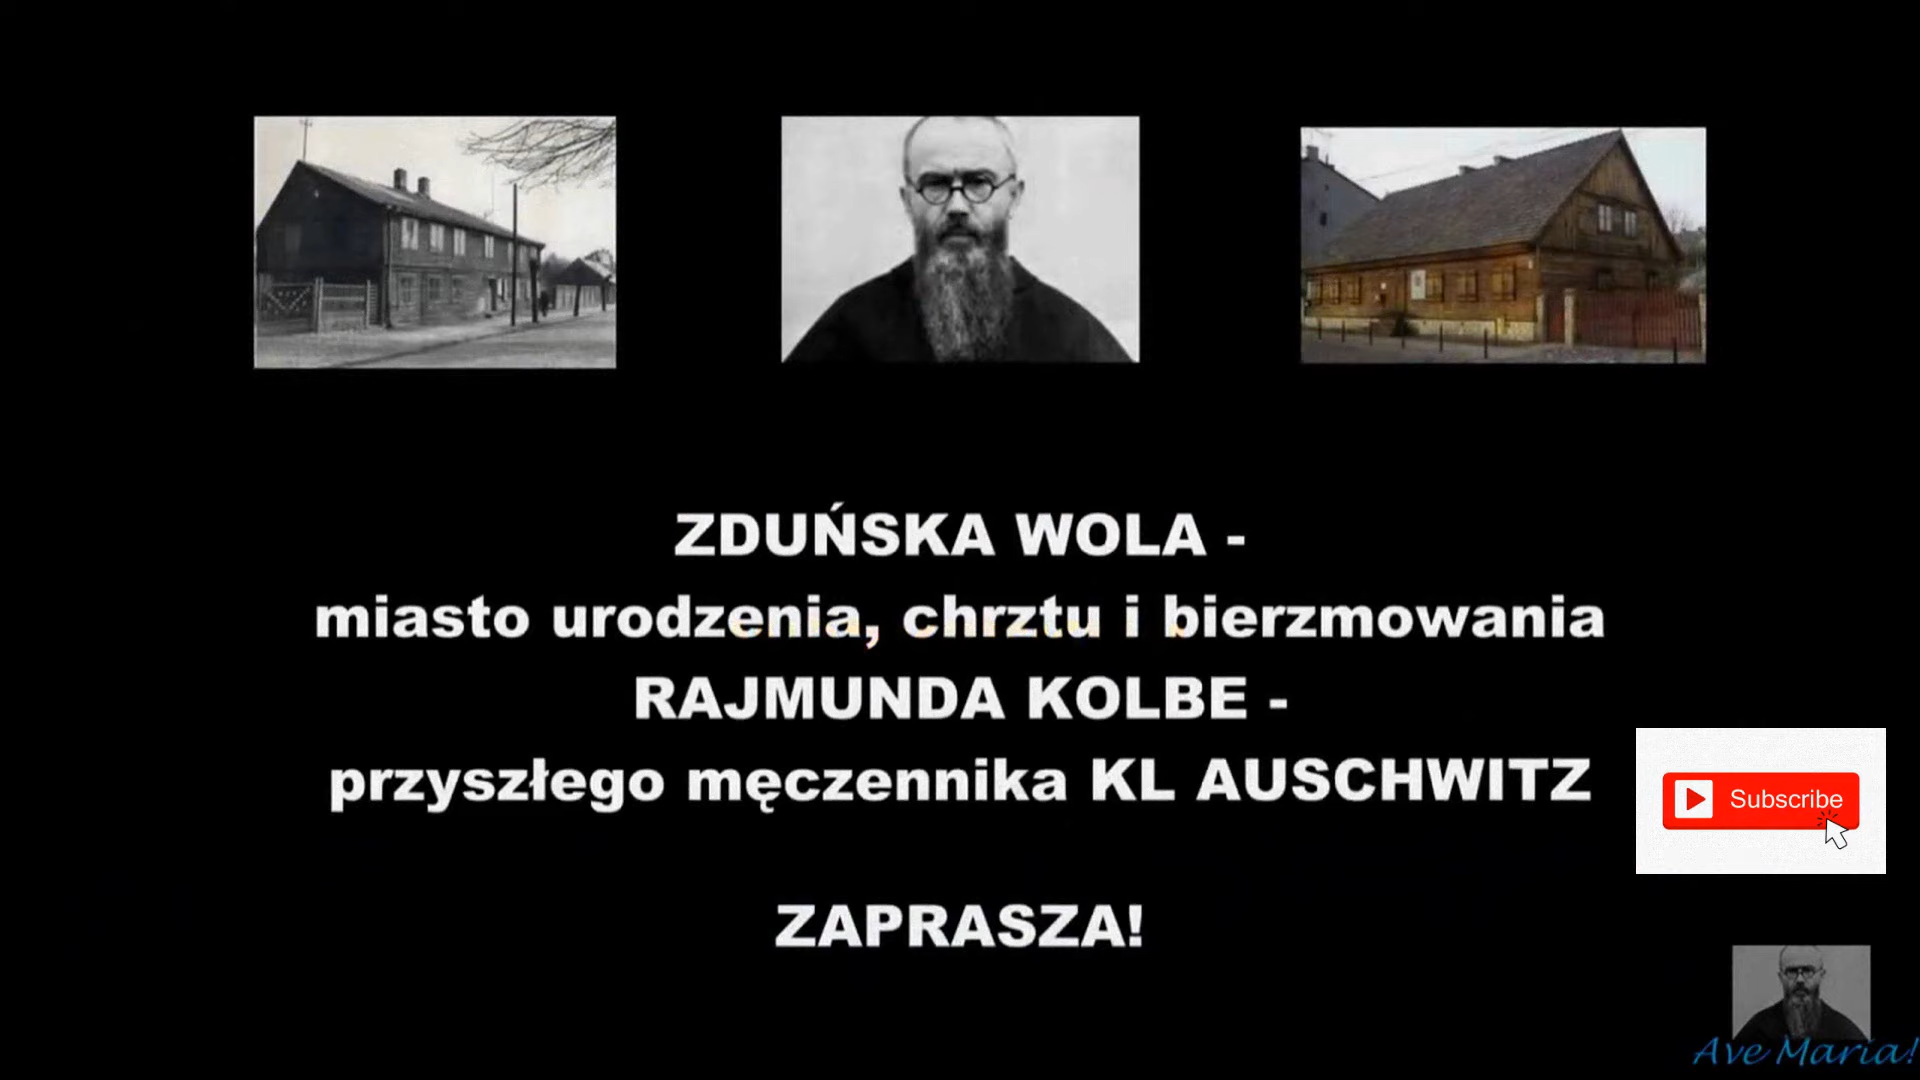 ZDUŃSKA WOLA -
miasto urodzenia, chrztu i bierzmowania
RAJMUNDA KOLBE -
przyszłego męczennika KL AUSCHWITZ
Subscribe
ZAPRASZA!
Ave Maria!